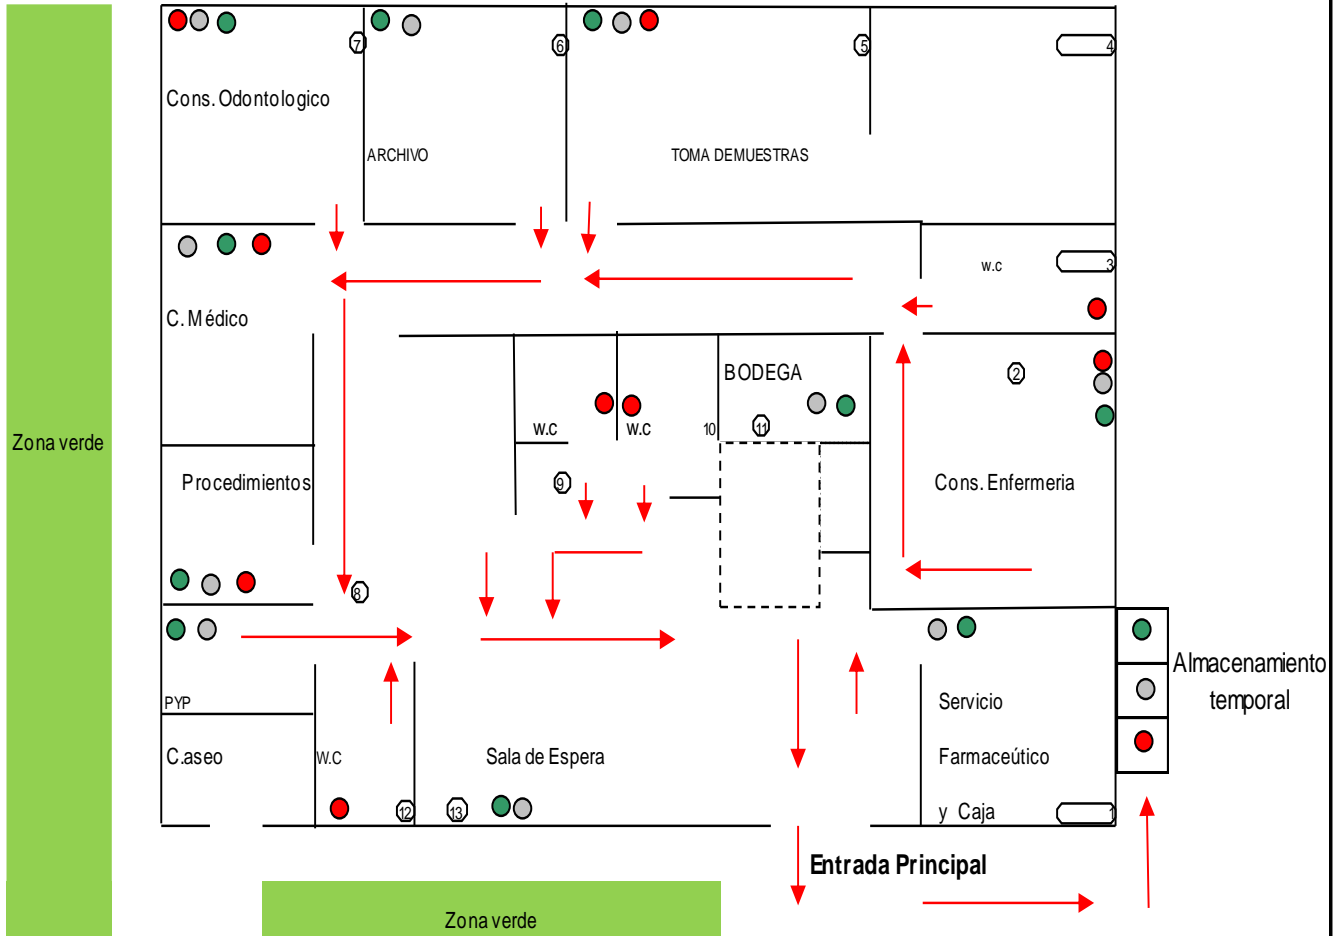 7
6
5
4
Cons. Odontologico
ARCHIVO
TOMA DEMUESTRAS
w.c
3
C. Médico
BODEGA
2
w.c
w.c
10
11
Zona verde
Procedimientos
9
Cons. Enfermeria
8
Almacenamiento
temporal
PYP
Servicio
C.aseo
W.C
Sala de Espera
Farmaceútico
12
13
y Caja
1
Entrada Principal
Zona verde